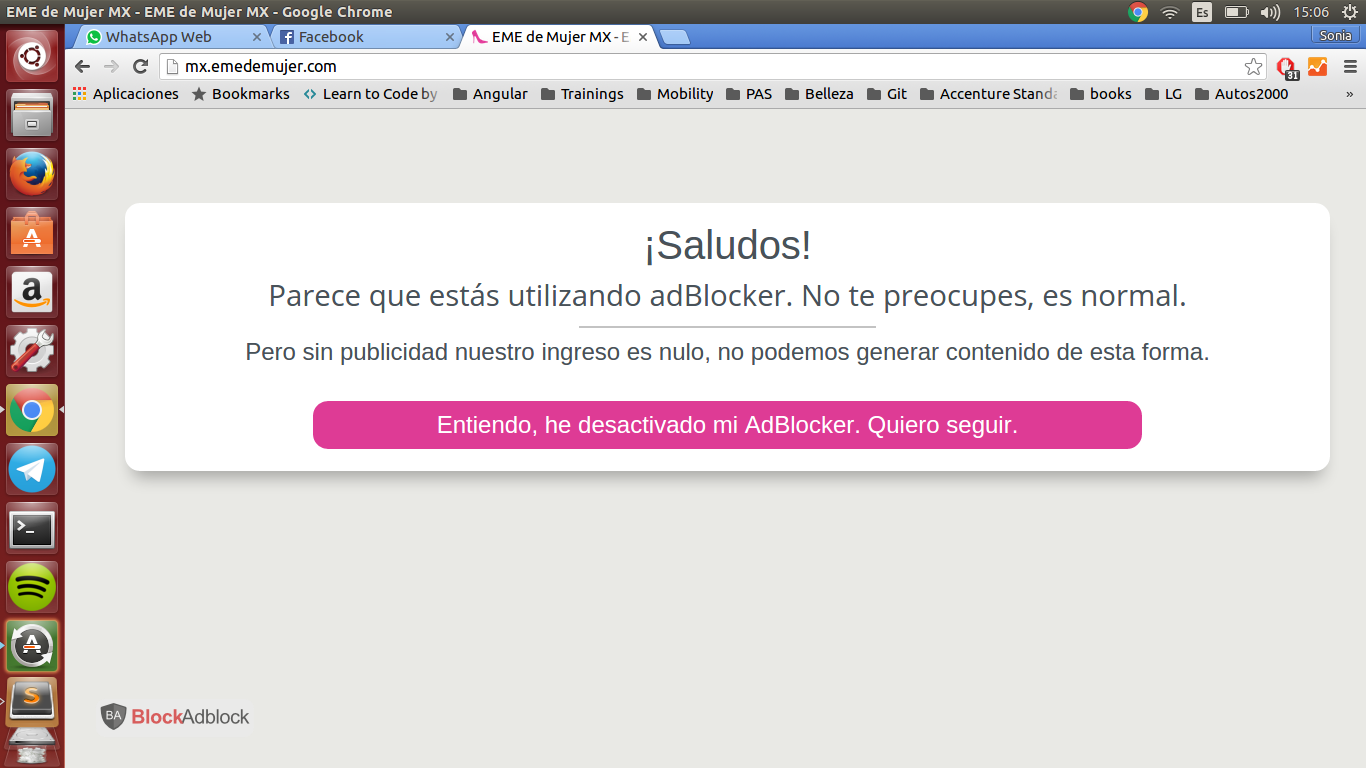 EME de Mujer MX - EME de Mujer MX - Google Chrome
Es
15:06
WhatsApp Web
Facebook
EME de Mujer MX - E
Sonia
mx.emedemujer.com
31
Aplicaciones
Bookmarks
Learn to Code by
Angular
Trainings
Mobility
PAS
Belleza
Git
Accenture Standa
books
LG
Autos2000
»
¡Saludos!
Parece que estás utilizando adBlocker. No te preocupes, es normal.
Pero sin publicidad nuestro ingreso es nulo, no podemos generar contenido de esta forma.
Entiendo, he desactivado mi AdBlocker. Quiero seguir.
BA BlockAdblock